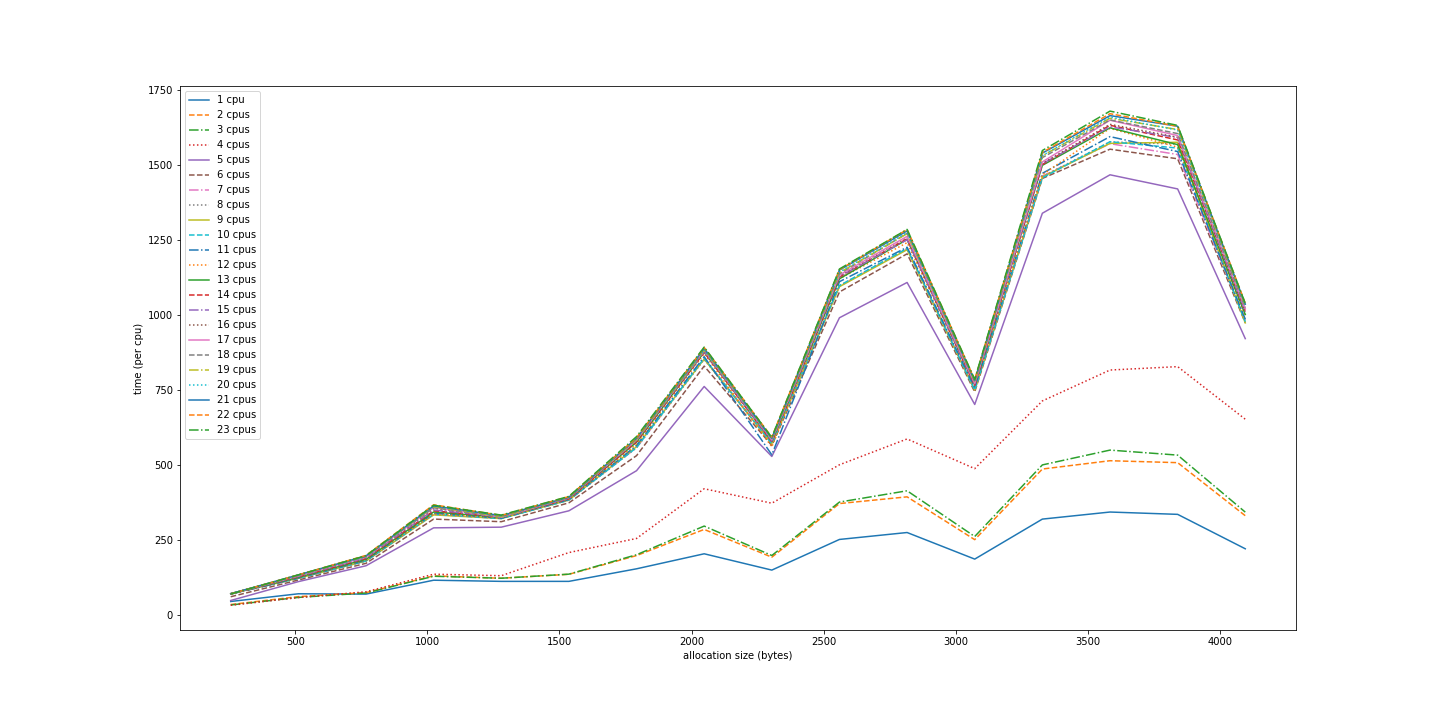 1750
1500
1250
1000
750
500
250
0
time (per cpu)
1 cpu
2 cpus
3 cpus
4 cpus
5 cpus
6 cpus
7 cpus
8 cpus
9 cpus
10 cpus
11 cpus
12 cpus
13 cpus
14 cpus
15 cpus
16 cpus
17 cpus
18 cpus
19 cpus
20 cpus
21 cpus
22 cpus
23 cpus
500 1000 1500 2000 2500 3000 3500 4000
allocation size (bytes)